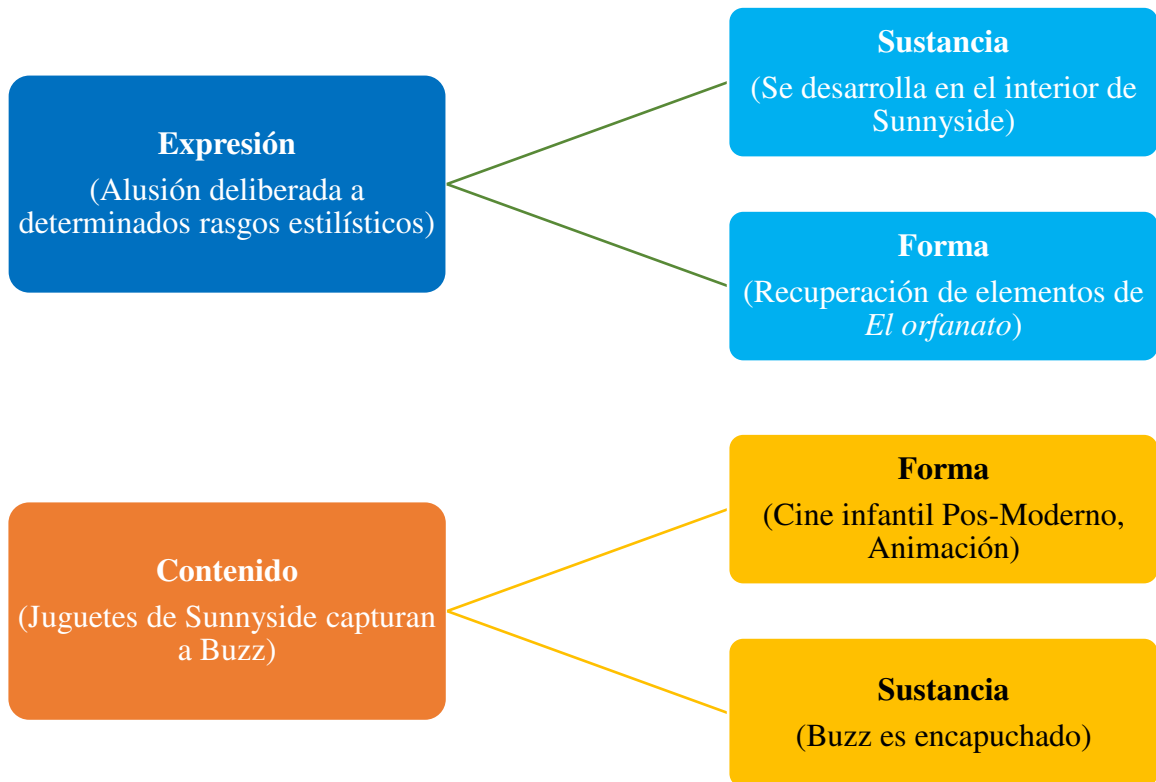 Expresión
(Alusión deliberada a
determinados rasgos estilísticos)
Sustancia
(Se desarrolla en el interior de
Sunnyside)
Forma
(Recuperación de elementos de
El orfanato)
Contenido
(Juguetes de Sunnyside capturan
a Buzz)
Forma
(Cine infantil Pos-Moderno,
Animación)
Sustancia
(Buzz es encapuchado)